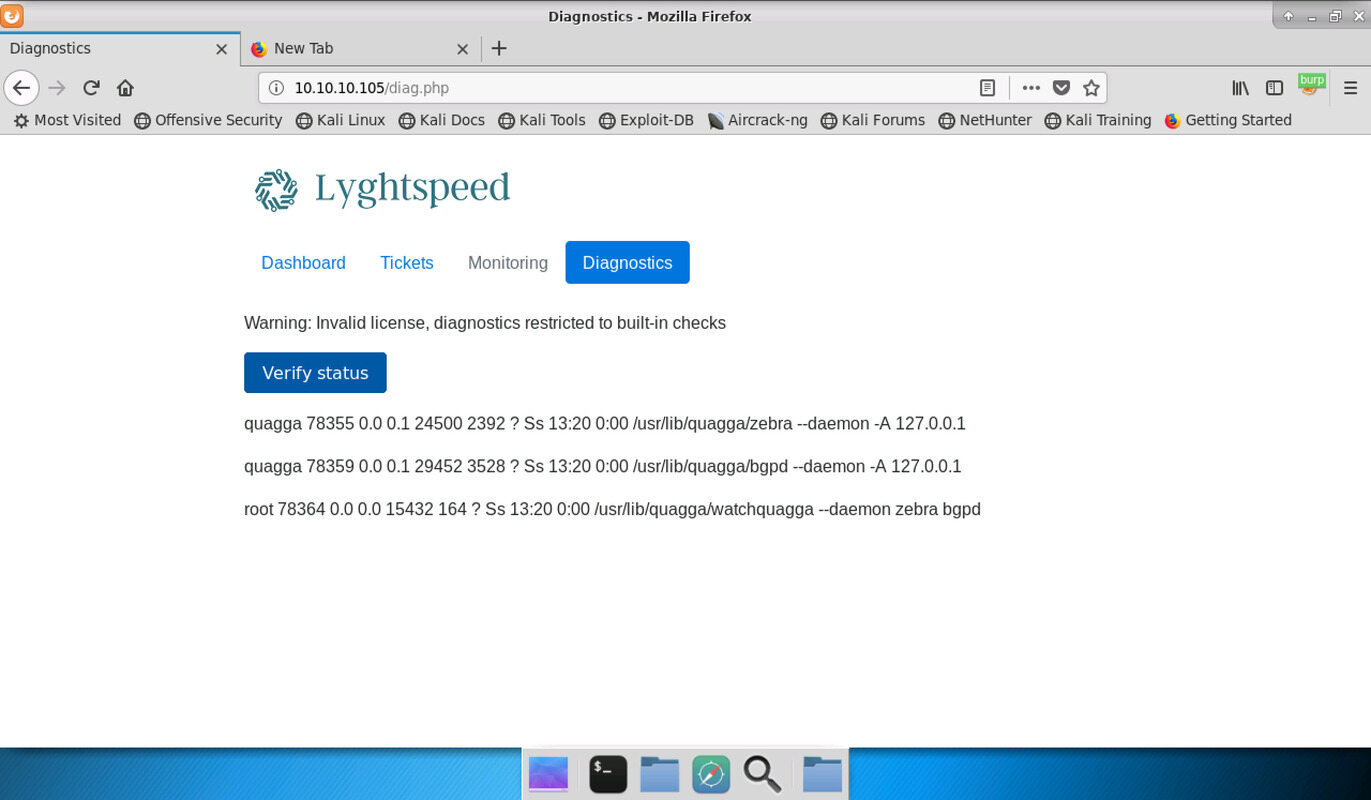 Diagnostics - Mozilla Firefox
Diagnostics
New Tab
10.10.10.105/diag.php
burp
Most Visited Offensive Security Kali Linux Kali Docs Kali Tools Exploit-DB Aircrack-ng Kali Forums NetHunter Kali Training Getting Started
Lyghtspeed
Dashboard Tickets Monitoring Diagnostics
Warning: Invalid license, diagnostics restricted to built-in checks
Verify status
quagga 78355 0.0 0.1 24500 2392 ? Ss 13:20 0:00 /usr/lib/quagga/zebra --daemon -A 127.0.0.1
quagga 78359 0.0 0.1 29452 3528 ? Ss 13:20 0:00 /usr/lib/quagga/bgpd --daemon -A 127.0.0.1
root 78364 0.0 0.0 15432 164 ? Ss 13:20 0:00 /usr/lib/quagga/watchquagga --daemon zebra bgpd
$_